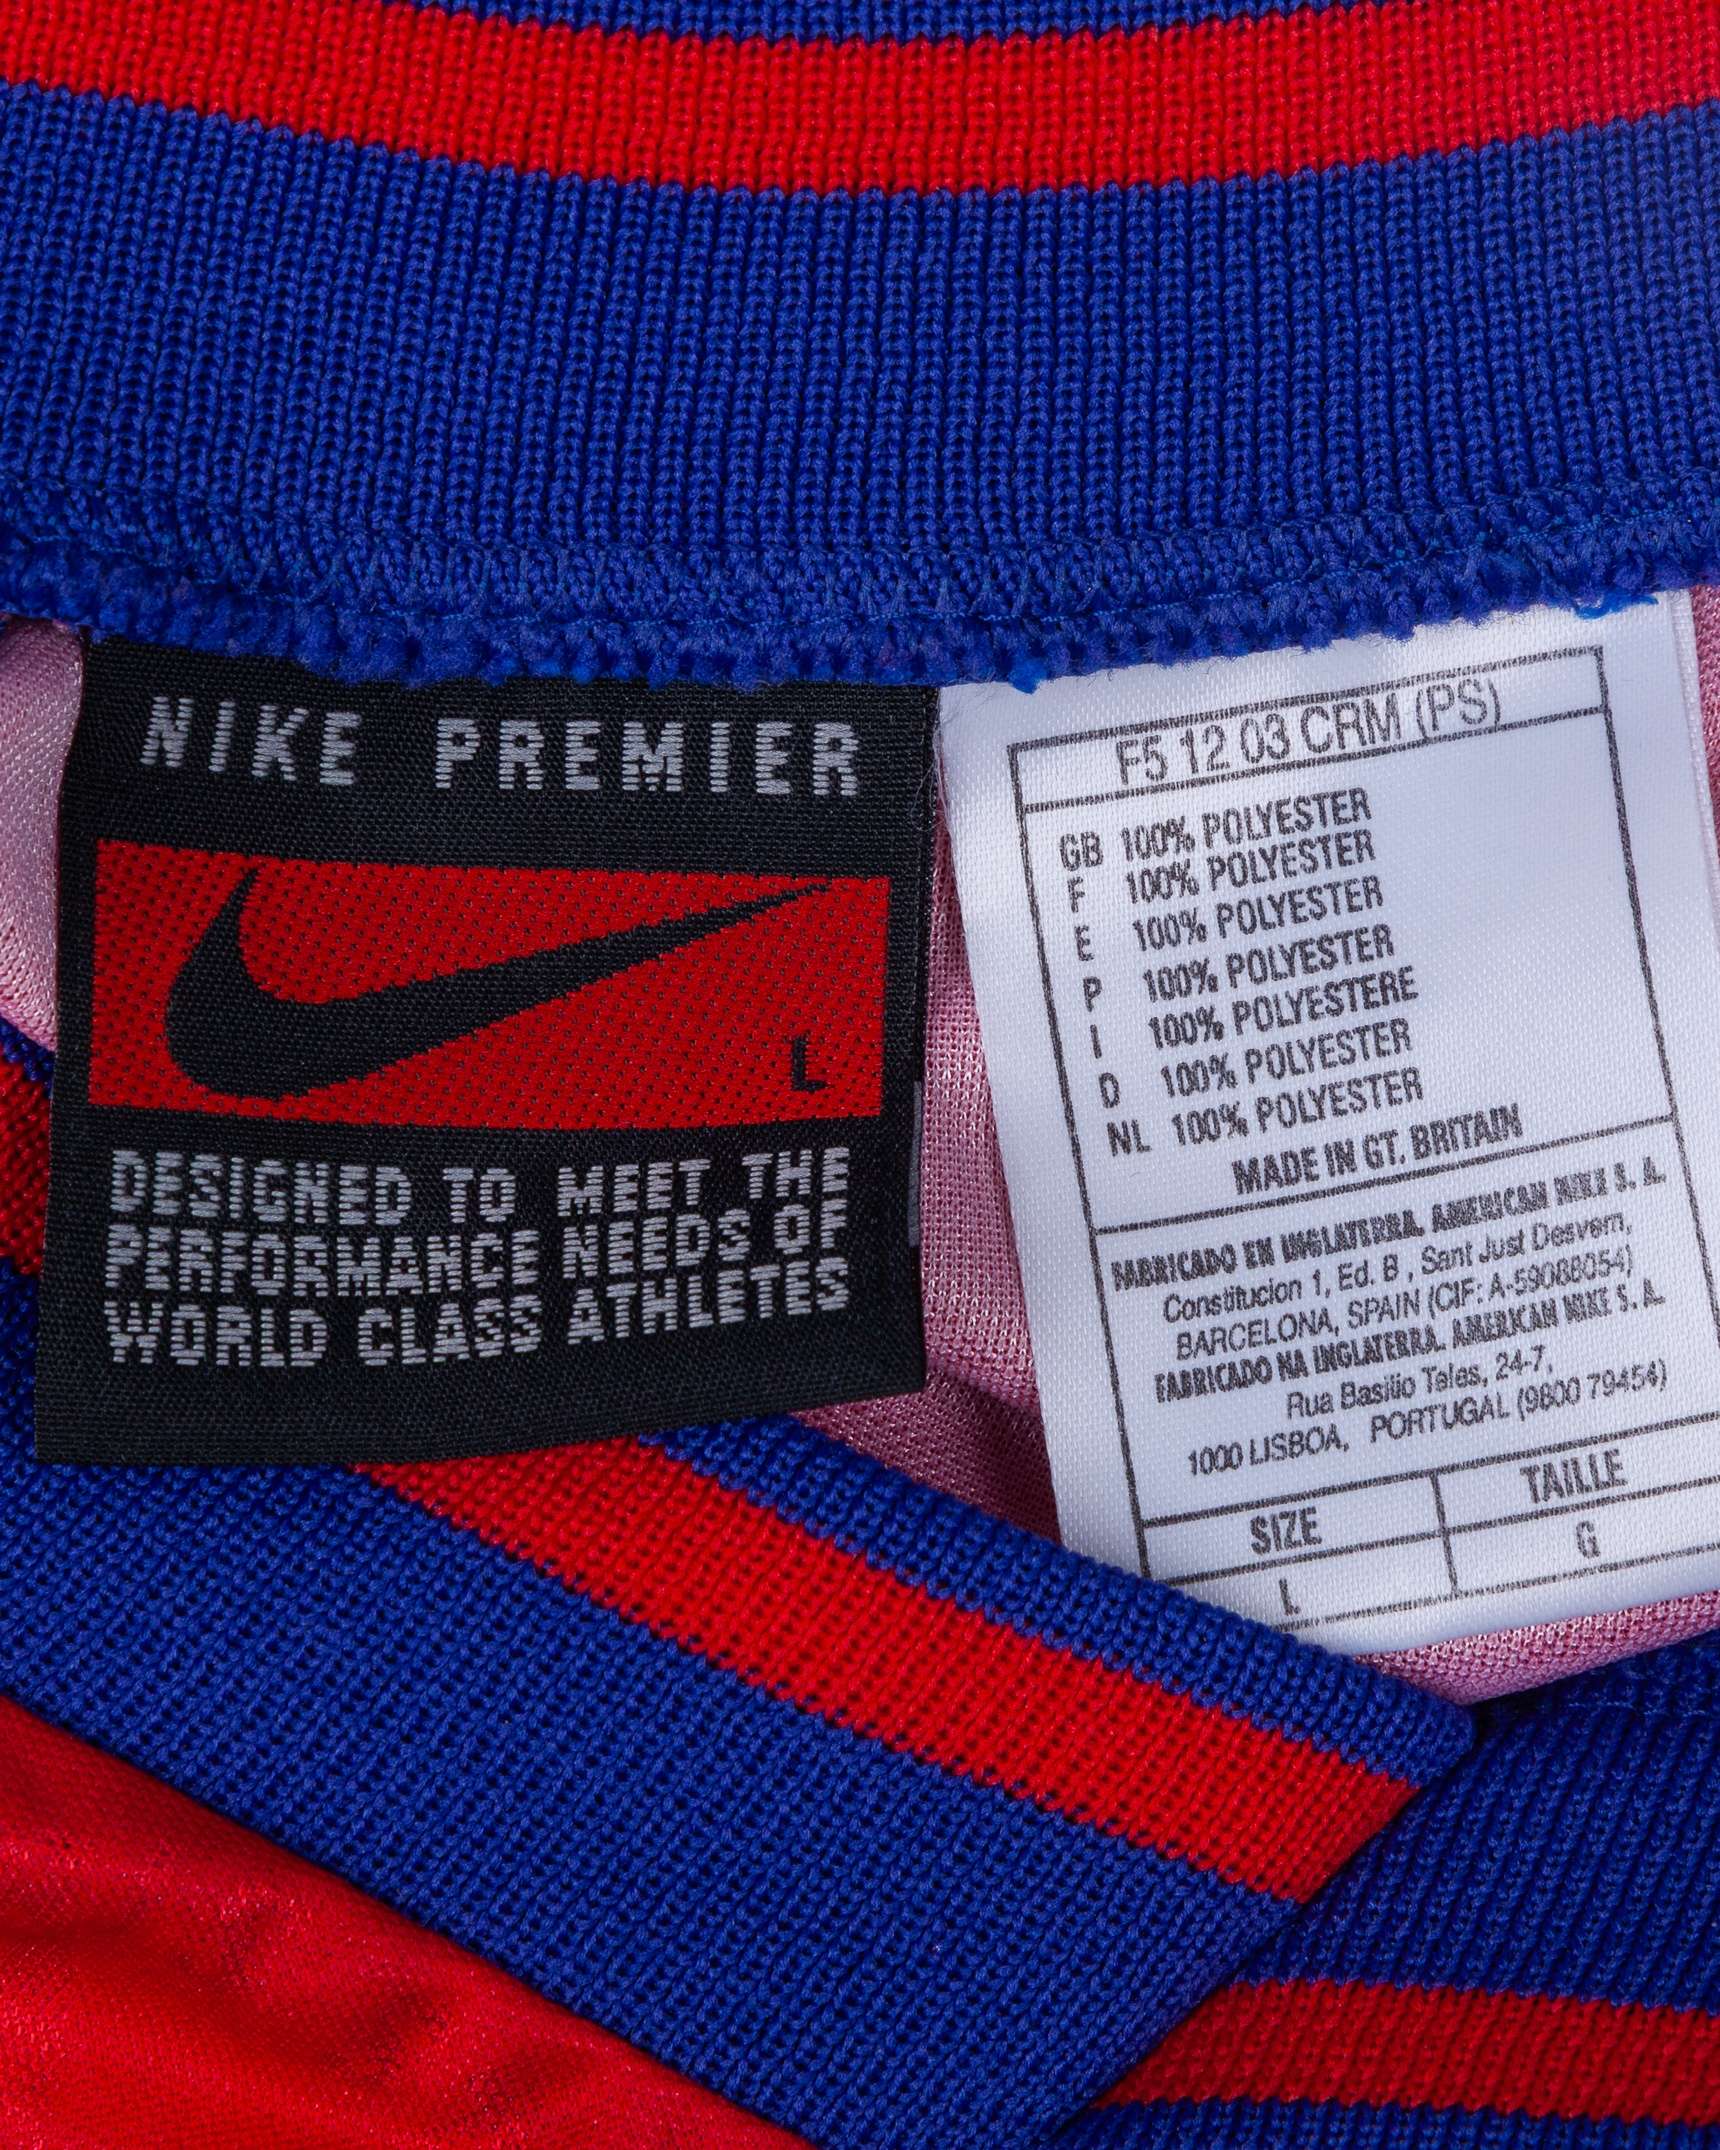 NIKE PREMIER
L
DESIGNED TO MEET THE
PERFORMANCE NEEDS OF
WORLD CLASS ATHLETES
F5 12 03 CRM (PS)
GB 100% POLYESTER
F 100% POLYESTER
E 100% POLYESTER
P 100% POLYESTER
I 100% POLYESTERE
D 100% POLYESTER
NL 100% POLYESTER
MADE IN GT. BRITAIN
FABRICADO EN INGLATERRA. AMERICAN NIKE S. A.
Constitucion 1, Ed. B , Sant Just Desvern,
BARCELONA, SPAIN (CIF: A-59088054)
FABRICADO NA INGLATERRA. AMERICAN NIKE S. A.
Rua Basilio Teles, 24-7,
1000 LISBOA, PORTUGAL (9800 79454)
SIZE TAILLE
L G